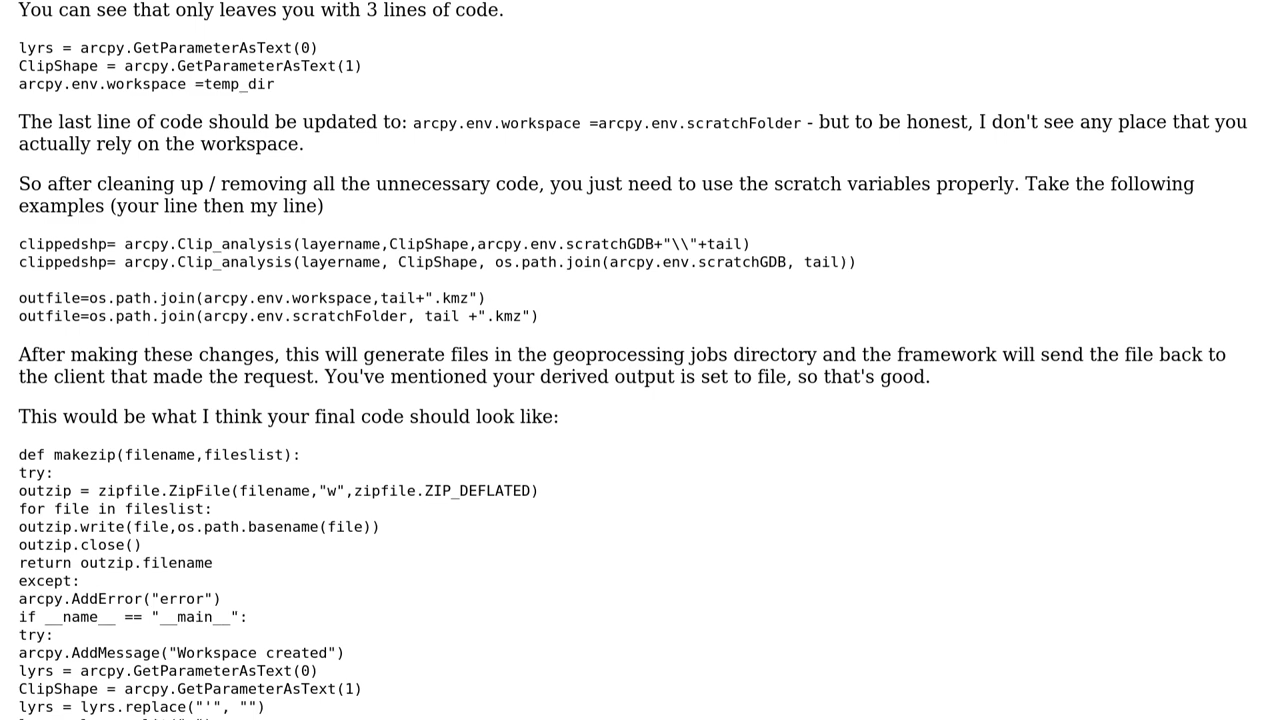 You can see that only leaves you with 3 lines of code.
lyrs = arcpy.GetParameterAsText(0)
ClipShape = arcpy.GetParameterAsText(1)
arcpy.env.workspace =temp_dir
The last line of code should be updated to: arcpy.env.workspace =arcpy.env.scratchFolder - but to be honest, I don't see any place that you
actually rely on the workspace.
So after cleaning up / removing all the unnecessary code, you just need to use the scratch variables properly. Take the following
examples (your line then my line)
clippedshp= arcpy.Clip_analysis(layername,ClipShape,arcpy.env.scratchGDB+"\\"+tail)
clippedshp= arcpy.Clip_analysis(layername, ClipShape, os.path.join(arcpy.env.scratchGDB, tail))
outfile=os.path.join(arcpy.env.workspace,tail+".kmz")
outfile=os.path.join(arcpy.env.scratchFolder, tail +".kmz")
After making these changes, this will generate files in the geoprocessing jobs directory and the framework will send the file back to
the client that made the request. You've mentioned your derived output is set to file, so that's good.
This would be what I think your final code should look like:
def makezip(filename,fileslist):
try:
outzip = zipfile.ZipFile(filename,"w",zipfile.ZIP_DEFLATED)
for file in fileslist:
outzip.write(file,os.path.basename(file))
outzip.close()
return outzip.filename
except:
arcpy.AddError("error")
if __name__ == "__main__":
try:
arcpy.AddMessage("Workspace created")
lyrs = arcpy.GetParameterAsText(0)
ClipShape = arcpy.GetParameterAsText(1)
lyrs = lyrs.replace("'", "")